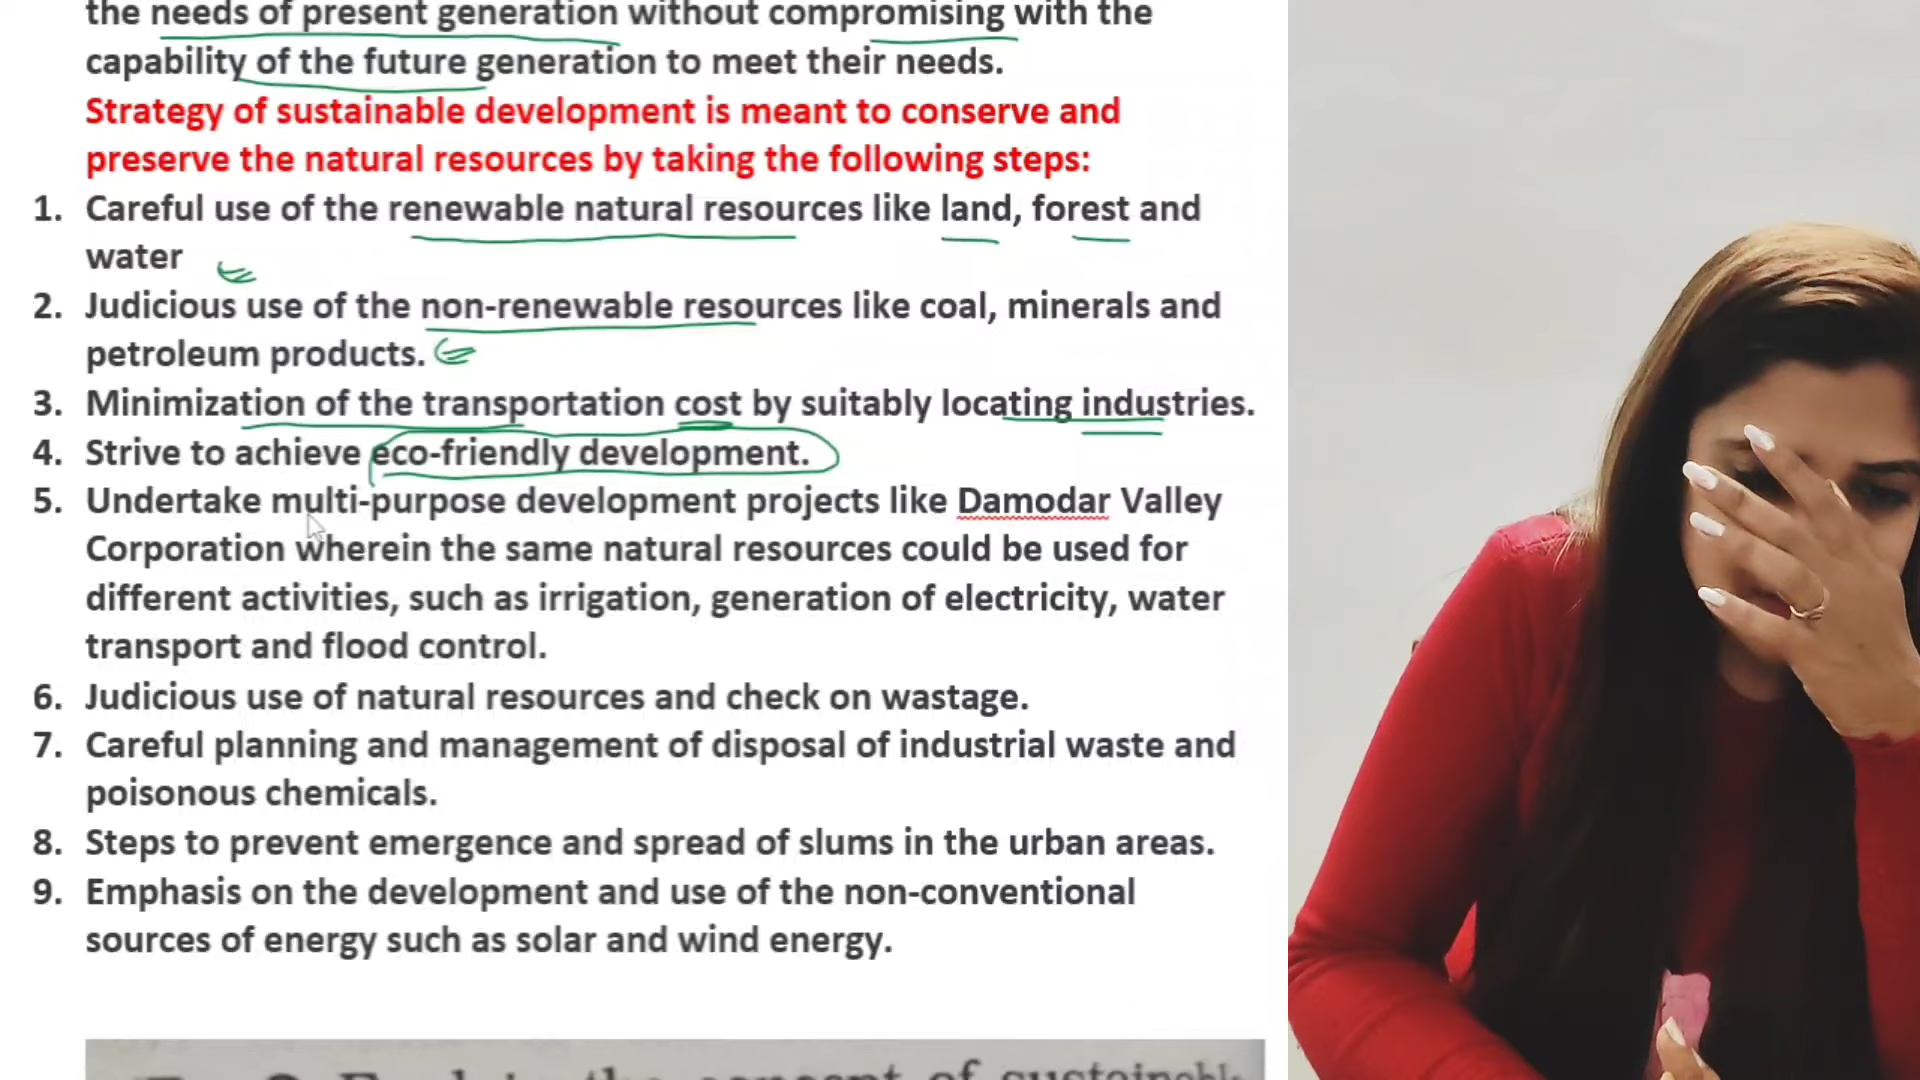 the needs of present generation without compromising with the
capability of the future generation to meet their needs.
Strategy of sustainable development is meant to conserve and
preserve the natural resources by taking the following steps:
1. Careful use of the renewable natural resources like land, forest and
water
2. Judicious use of the non-renewable resources like coal, minerals and
petroleum products.
3. Minimization of the transportation cost by suitably locating industries.
4. Strive to achieve eco-friendly development.
5. Undertake multi-purpose development projects like Damodar Valley
Corporation wherein the same natural resources could be used for
different activities, such as irrigation, generation of electricity, water
transport and flood control.
6. Judicious use of natural resources and check on wastage.
7. Careful planning and management of disposal of industrial waste and
poisonous chemicals.
8. Steps to prevent emergence and spread of slums in the urban areas.
9. Emphasis on the development and use of the non-conventional
sources of energy such as solar and wind energy.
the concept of